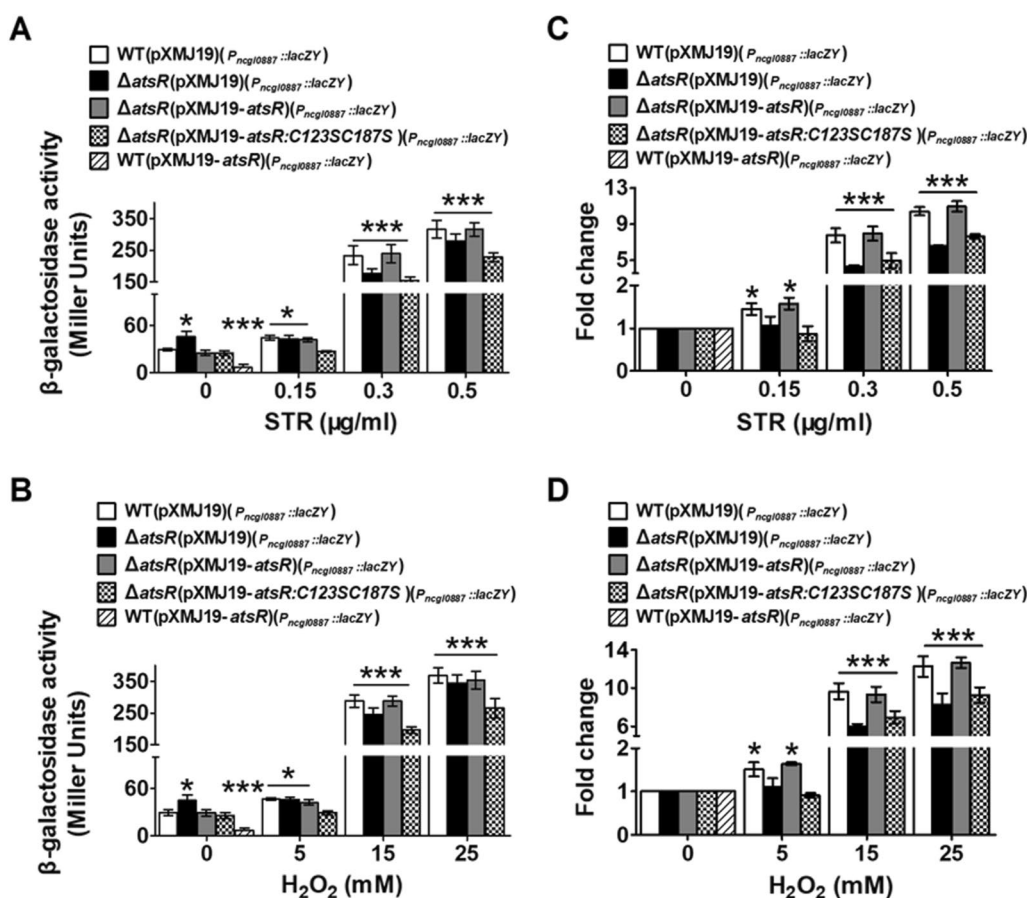 A
WT(pXMJ19)(Pncgl0887::lacZY)
ΔatsR(pXMJ19)(Pncgl0887::lacZY)
ΔatsR(pXMJ19-atsR)(Pncgl0887::lacZY)
ΔatsR(pXMJ19-atsR:C123SC187S)(Pncgl0887::lacZY)
WT(pXMJ19-atsR)(Pncgl0887::lacZY)
β-galactosidase activity
(Miller Units)
350
250
150
60
0
* *** * *** ***
0 0.15 0.3 0.5
STR (µg/ml)
C
WT(pXMJ19)(Pncgl0887::lacZY)
ΔatsR(pXMJ19)(Pncgl0887::lacZY)
ΔatsR(pXMJ19-atsR)(Pncgl0887::lacZY)
ΔatsR(pXMJ19-atsR:C123SC187S)(Pncgl0887::lacZY)
WT(pXMJ19-atsR)(Pncgl0887::lacZY)
Fold change
13
9
5
2
1
0
* * *** ***
0 0.15 0.3 0.5
STR (µg/ml)
B
WT(pXMJ19)(Pncgl0887::lacZY)
ΔatsR(pXMJ19)(Pncgl0887::lacZY)
ΔatsR(pXMJ19-atsR)(Pncgl0887::lacZY)
ΔatsR(pXMJ19-atsR:C123SC187S)(Pncgl0887::lacZY)
WT(pXMJ19-atsR)(Pncgl0887::lacZY)
β-galactosidase activity
(Miller Units)
350
250
150
60
0
* *** * *** ***
0 5 15 25
H₂O₂ (mM)
D
WT(pXMJ19)(Pncgl0887::lacZY)
ΔatsR(pXMJ19)(Pncgl0887::lacZY)
ΔatsR(pXMJ19-atsR)(Pncgl0887::lacZY)
ΔatsR(pXMJ19-atsR:C123SC187S)(Pncgl0887::lacZY)
WT(pXMJ19-atsR)(Pncgl0887::lacZY)
Fold change
14
10
6
2
1
0
* * *** ***
0 5 15 25
H₂O₂ (mM)